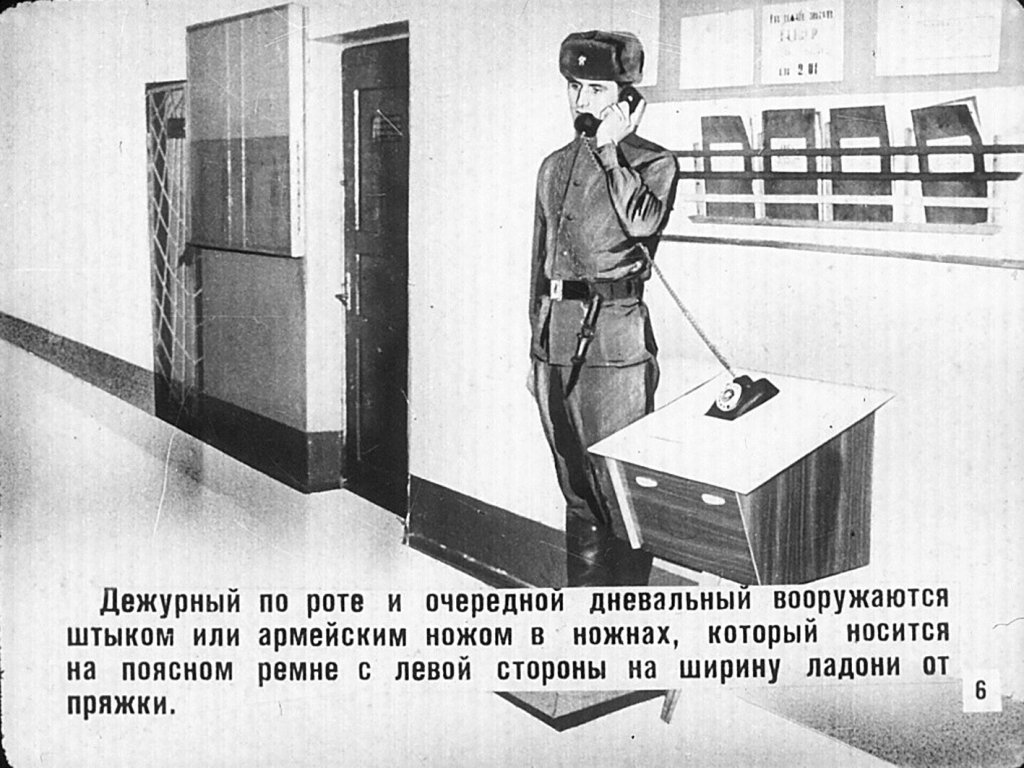 Дежурный по роте и очередной дневальный вооружаются
штыком или армейским ножом в ножнах, который носится
на поясном ремне с левой стороны на ширину ладони от
пряжки.
6